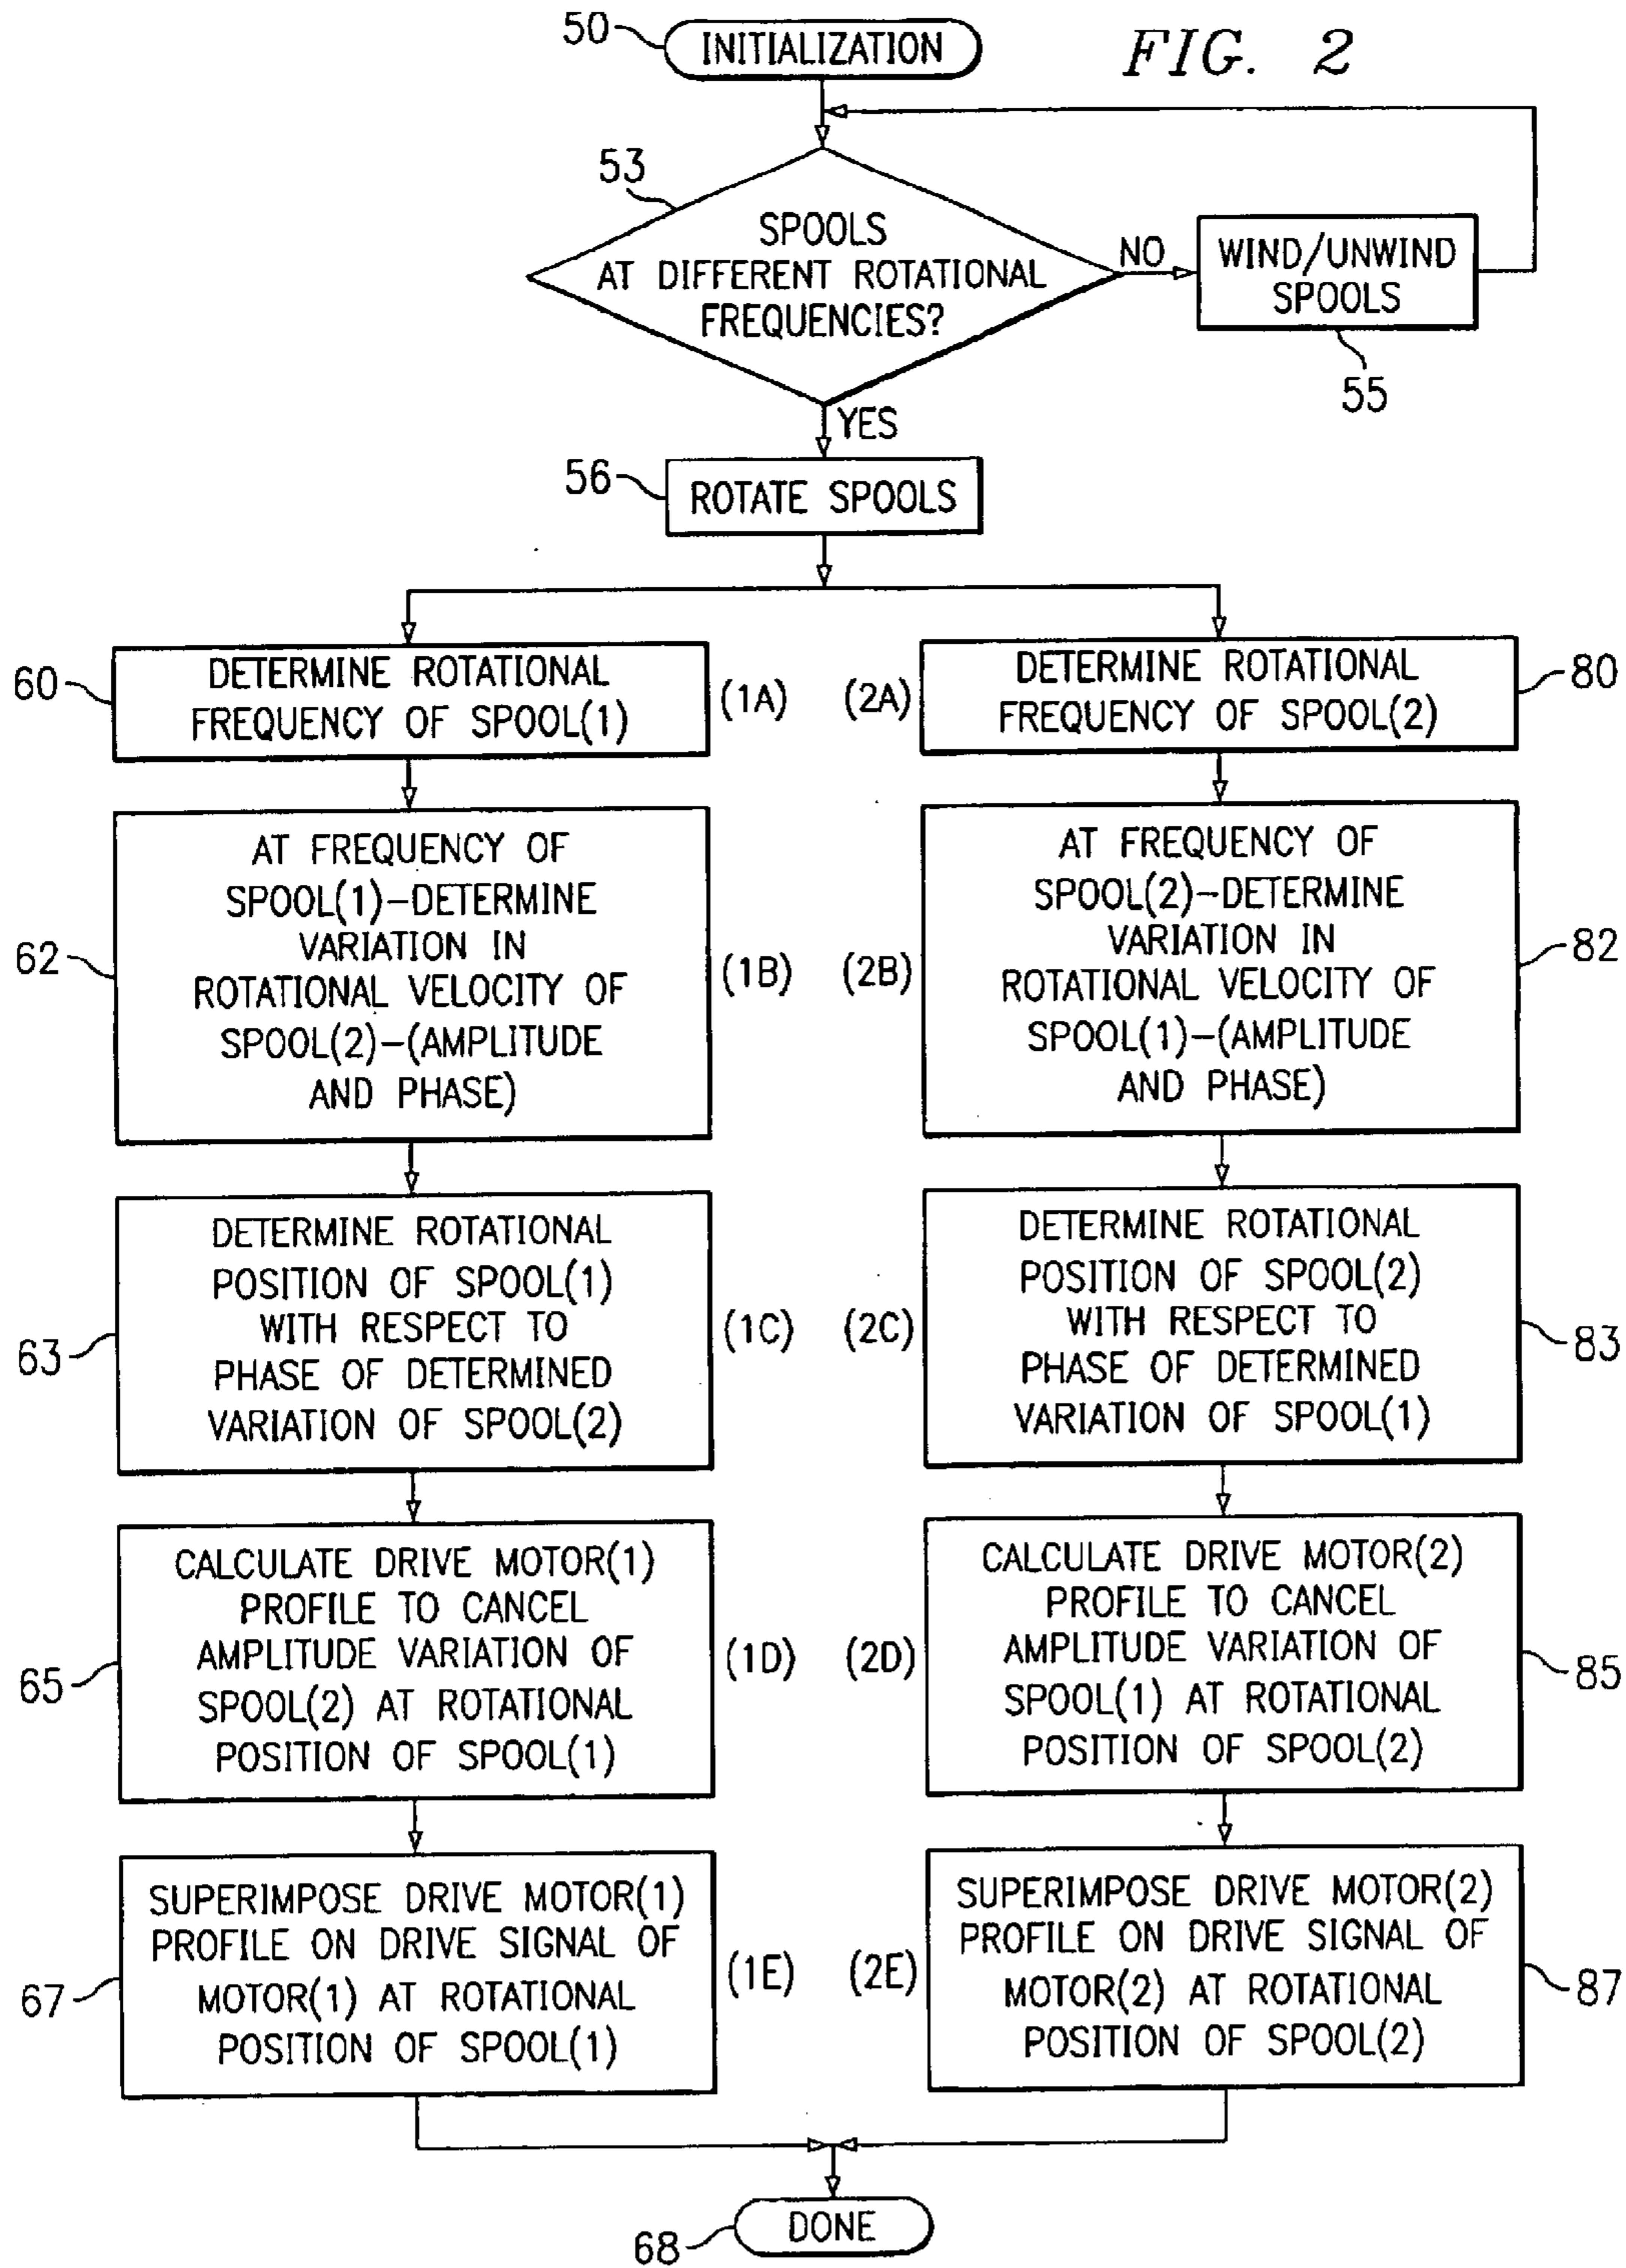 50
INITIALIZATION
FIG. 2
53
SPOOLS
AT DIFFERENT ROTATIONAL
FREQUENCIES?
NO
WIND/UNWIND
SPOOLS
55
YES
56
ROTATE SPOOLS
60
DETERMINE ROTATIONAL
FREQUENCY OF SPOOL(1)
(1A)
(2A)
DETERMINE ROTATIONAL
FREQUENCY OF SPOOL(2)
80
62
AT FREQUENCY OF
SPOOL(1)-DETERMINE
VARIATION IN
ROTATIONAL VELOCITY OF
SPOOL(2)-(AMPLITUDE
AND PHASE)
(1B)
(2B)
AT FREQUENCY OF
SPOOL(2)-DETERMINE
VARIATION IN
ROTATIONAL VELOCITY OF
SPOOL(1)-(AMPLITUDE
AND PHASE)
82
63
DETERMINE ROTATIONAL
POSITION OF SPOOL(1)
WITH RESPECT TO
PHASE OF DETERMINED
VARIATION OF SPOOL(2)
(1C)
(2C)
DETERMINE ROTATIONAL
POSITION OF SPOOL(2)
WITH RESPECT TO
PHASE OF DETERMINED
VARIATION OF SPOOL(1)
83
65
CALCULATE DRIVE MOTOR(1)
PROFILE TO CANCEL
AMPLITUDE VARIATION OF
SPOOL(2) AT ROTATIONAL
POSITION OF SPOOL(1)
(1D)
(2D)
CALCULATE DRIVE MOTOR(2)
PROFILE TO CANCEL
AMPLITUDE VARIATION OF
SPOOL(1) AT ROTATIONAL
POSITION OF SPOOL(2)
85
67
SUPERIMPOSE DRIVE MOTOR(1)
PROFILE ON DRIVE SIGNAL OF
MOTOR(1) AT ROTATIONAL
POSITION OF SPOOL(1)
(1E)
(2E)
SUPERIMPOSE DRIVE MOTOR(2)
PROFILE ON DRIVE SIGNAL OF
MOTOR(2) AT ROTATIONAL
POSITION OF SPOOL(2)
87
68
DONE